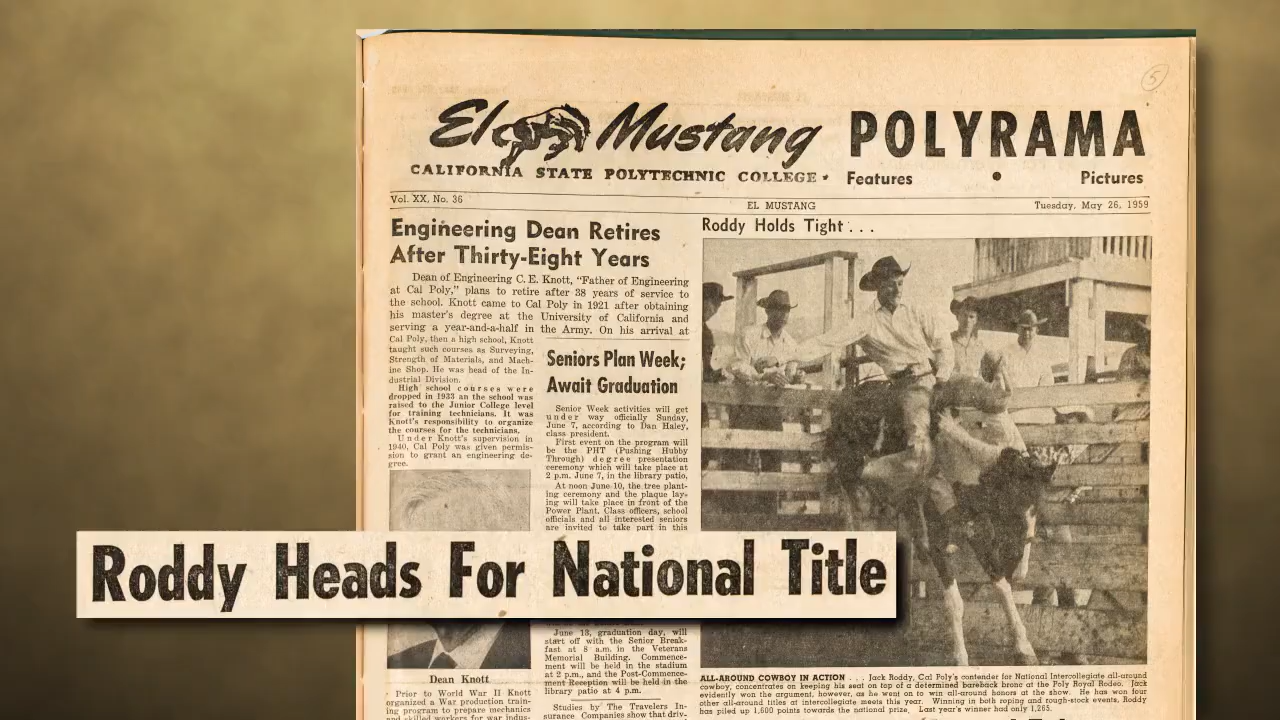 El Mustang POLYRAMA
CALIFORNIA STATE POLYTECHNIC COLLEGE • Features • Pictures
Vol. XX, No. 36 EL MUSTANG Tuesday, May 26, 1959
Engineering Dean Retires
After Thirty-Eight Years
Dean of Engineering C. E. Knott, “Father of Engineering
at Cal Poly,” plans to retire after 38 years of service to
the school. Knott came to Cal Poly in 1921 after obtaining
his master’s degree at the University of California and
serving a year-and-a-half in the Army. On his arrival at
Cal Poly, then a high school, Knott
taught such courses as Surveying,
Strength of Materials, and Mach-
ine Shop. He was head of the In-
dustrial Division.
High school courses were
dropped in 1933 an the school was
raised to the Junior College level
for training technicians. It was
Knott's responsibility to organize
the courses for the technicians.
Under Knott's supervision in
1940, Cal Poly was given permis-
sion to grant an engineering de-
gree.
Seniors Plan Week;
Await Graduation
Senior Week activities will get
under way officially Sunday,
June 7, according to Dan Haley,
class president.
First event on the program will
be the PHT (Pushing Hubby
Through) degree presentation
ceremony which will take place at
2 p.m. June 7, in the library patio,
At noon June 10, the tree plant-
ing ceremony and the plaque lay-
ing will take place in front of the
Power Plant. Class officers, school
officials and all interested seniors
are invited to take part in this
Roddy Holds Tight . . .
Roddy Heads For National Title
Dean Knott
Prior to World War II Knott
organized a War production train-
ing program to prepare mechanics
and skilled workers for war indus-
June 13, graduation day, will
start off with the Senior Break-
fast at 8 a.m. in the Veterans
Memorial Building. Commence-
ment will be held in the stadium
at 2 p.m., and the Post-Commence-
ment Reception will be held in the
library patio at 4 p.m.
Studies by The Travelers In-
surance Companies show that driv-
ALL-AROUND COWBOY IN ACTION . . . Jack Roddy, Cal Poly's contender for National Intercollegiate all-around
cowboy, concentrates on keeping his seat on top of a determined bareback bronc at the Poly Royal Rodeo. Jack
evidently won the argument, however, as he went on to win all-around honors at the show. He has won four
other all-around titles at intercollegiate meets this year. Winning in both roping and rough-stock events, Roddy
has piled up 1,600 points towards the national prize. Last year's winner had only 1,265.